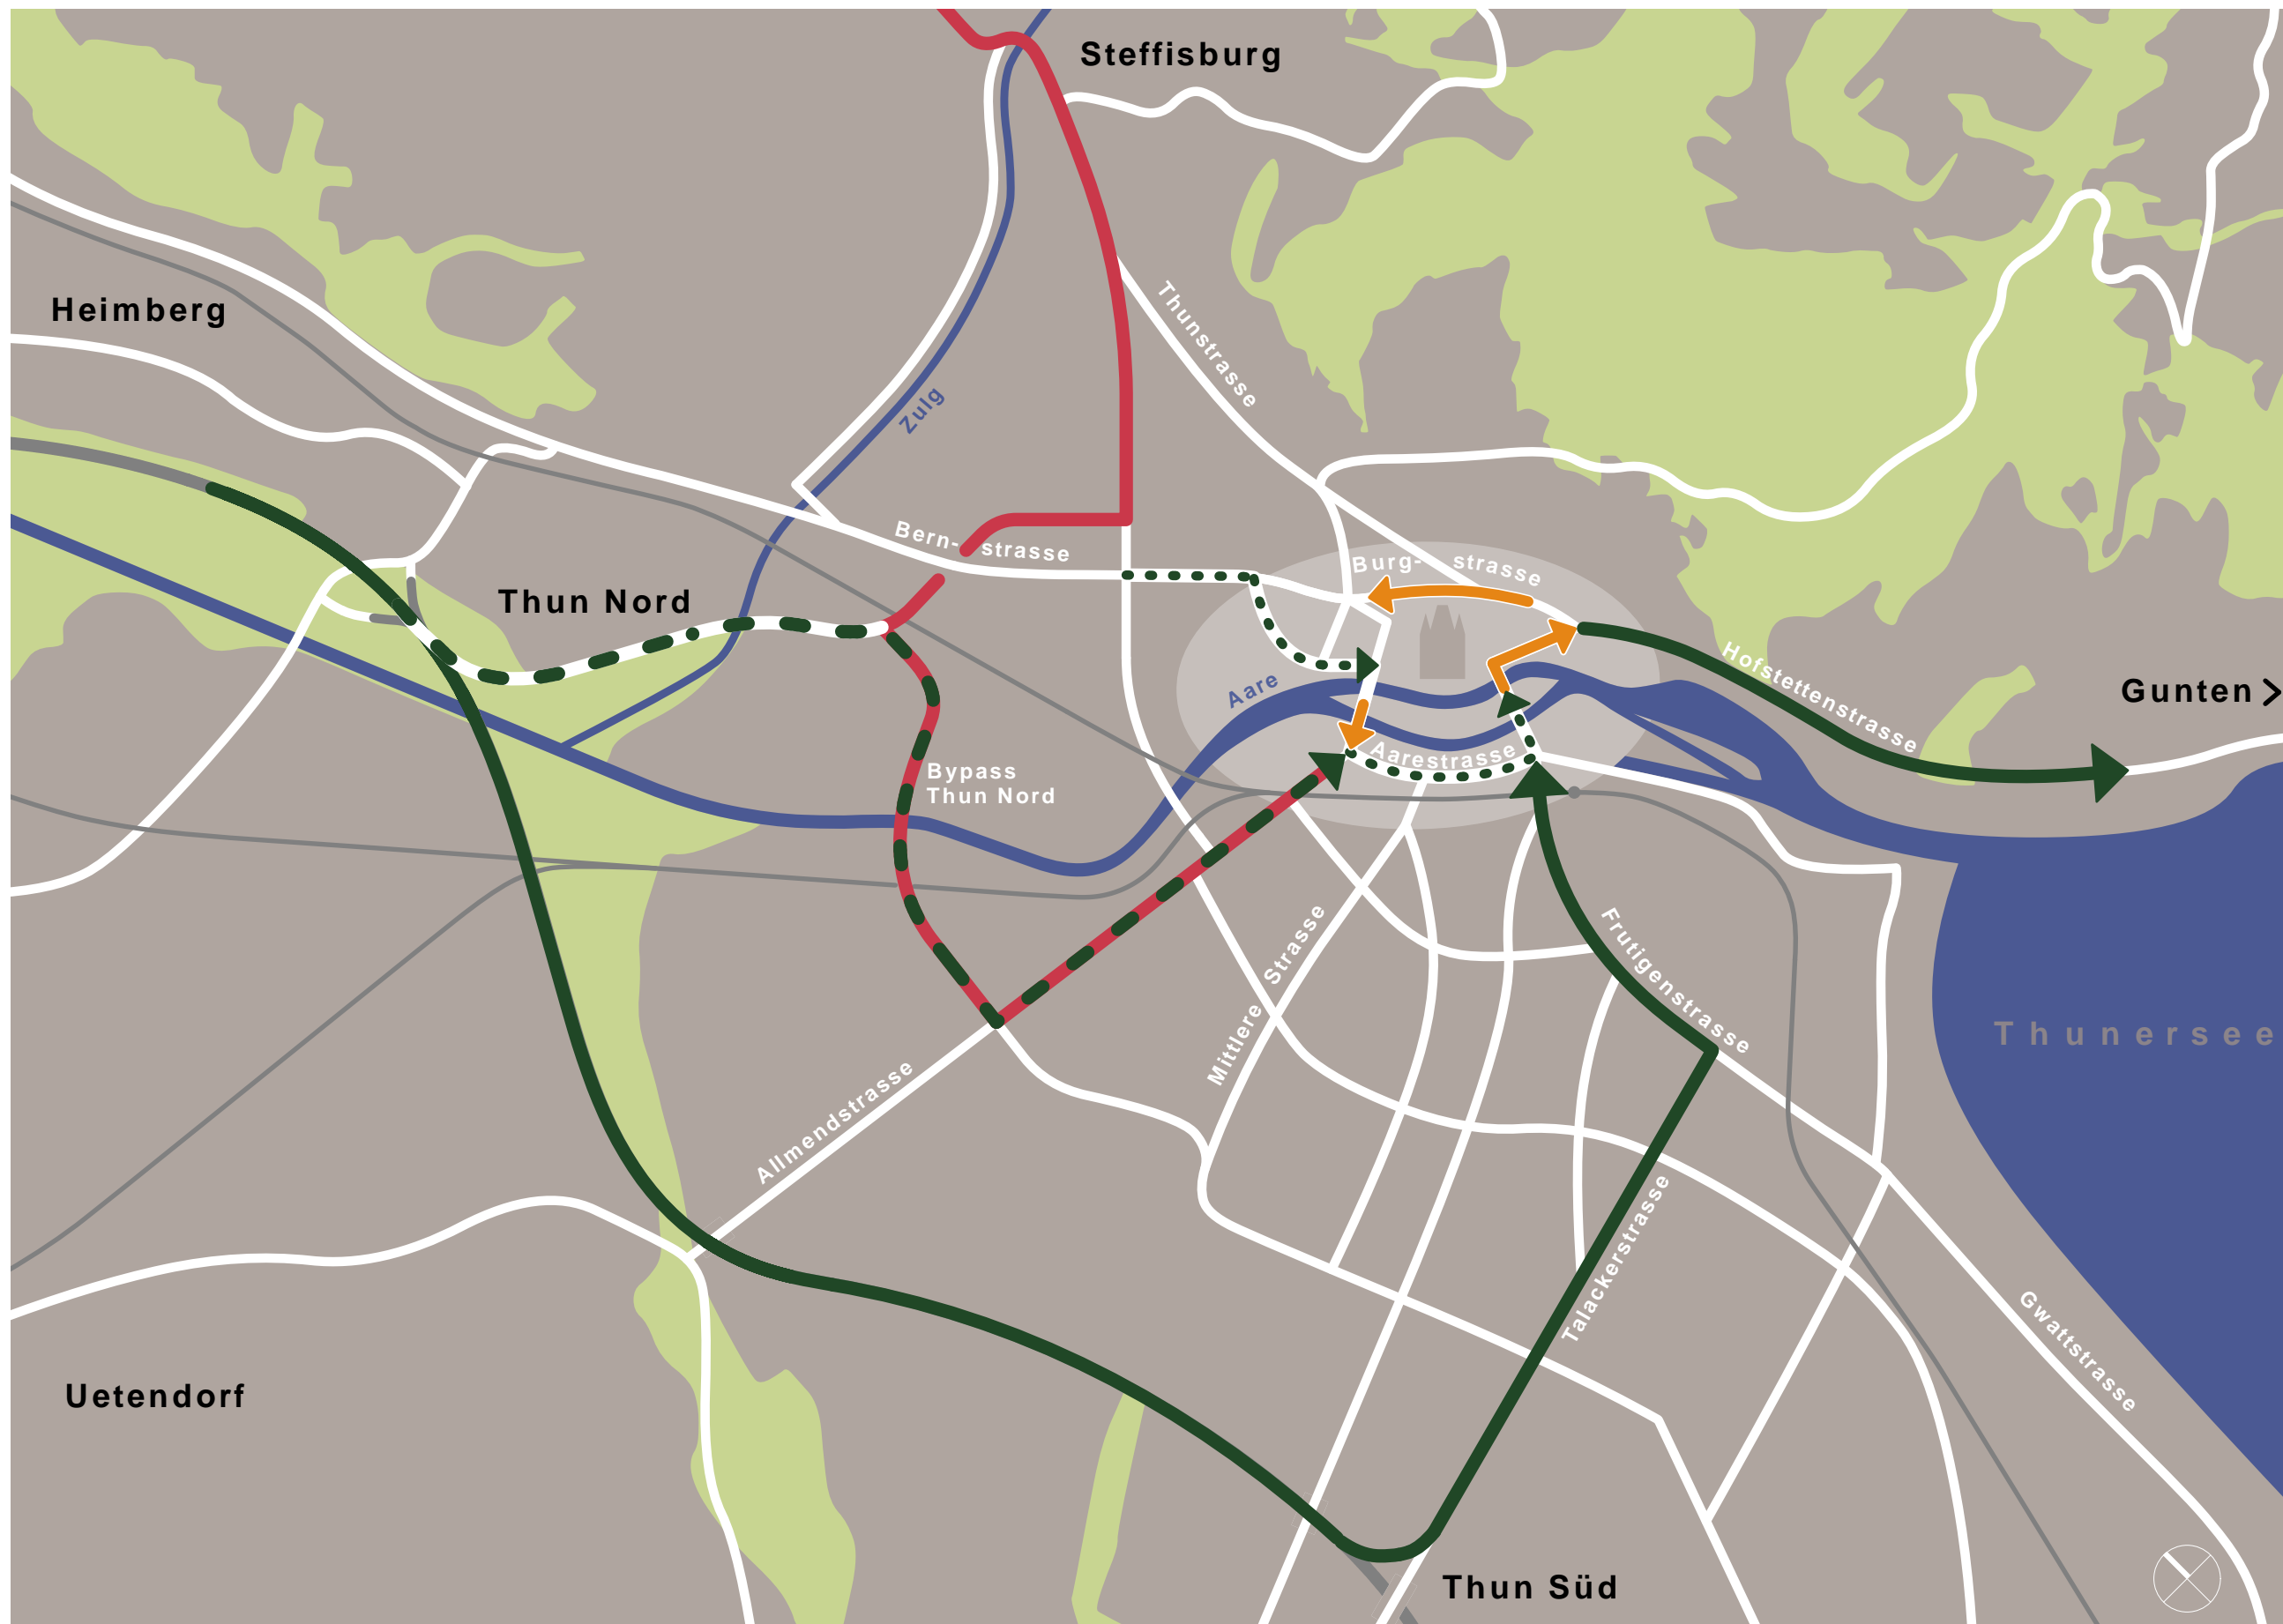 Steffisburg
Heimberg
Thunstrasse
Zulg
Bern- strasse
Burg- strasse
Thun Nord
Hofstettenstrasse
Aare
Gunten
Aarestrasse
Bypass
Thun Nord
Frutigenstrasse
Mittlere Strasse
Thunersee
Allmendstrasse
Talackerstrasse
Gwattstrasse
Uetendorf
Thun Süd